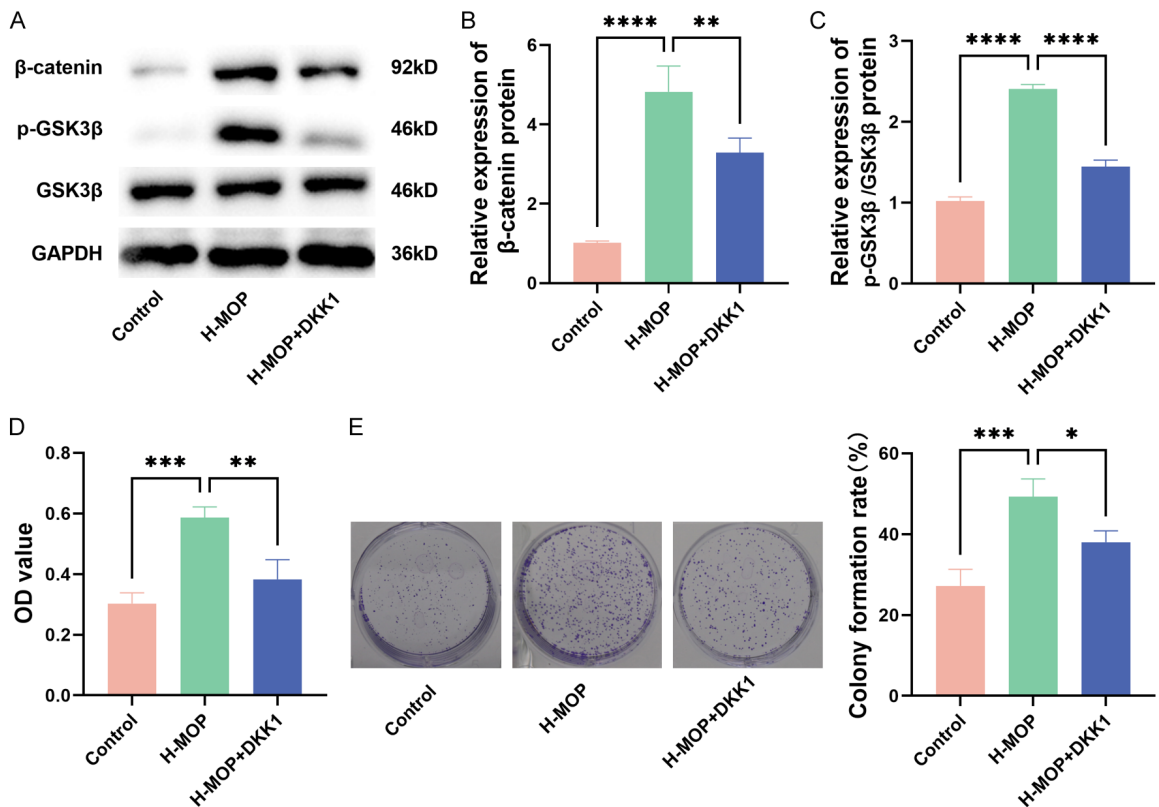 A
β-catenin
92kD
p-GSK3β
46kD
GSK3β
46kD
GAPDH
36kD
Control
H-MOP
H-MOP+DKK1
B
**** **
Relative expression of
β-catenin protein
6
4
2
0
Control
H-MOP
H-MOP+DKK1
C
**** ****
Relative expression of
p-GSK3β/GSK3β protein
3
2
1
0
Control
H-MOP
H-MOP+DKK1
D
*** **
OD value
0.8
0.6
0.4
0.2
0.0
Control
H-MOP
H-MOP+DKK1
E
Control
H-MOP
H-MOP+DKK1
*** *
Colony formation rate(%)
60
40
20
0
Control
H-MOP
H-MOP+DKK1